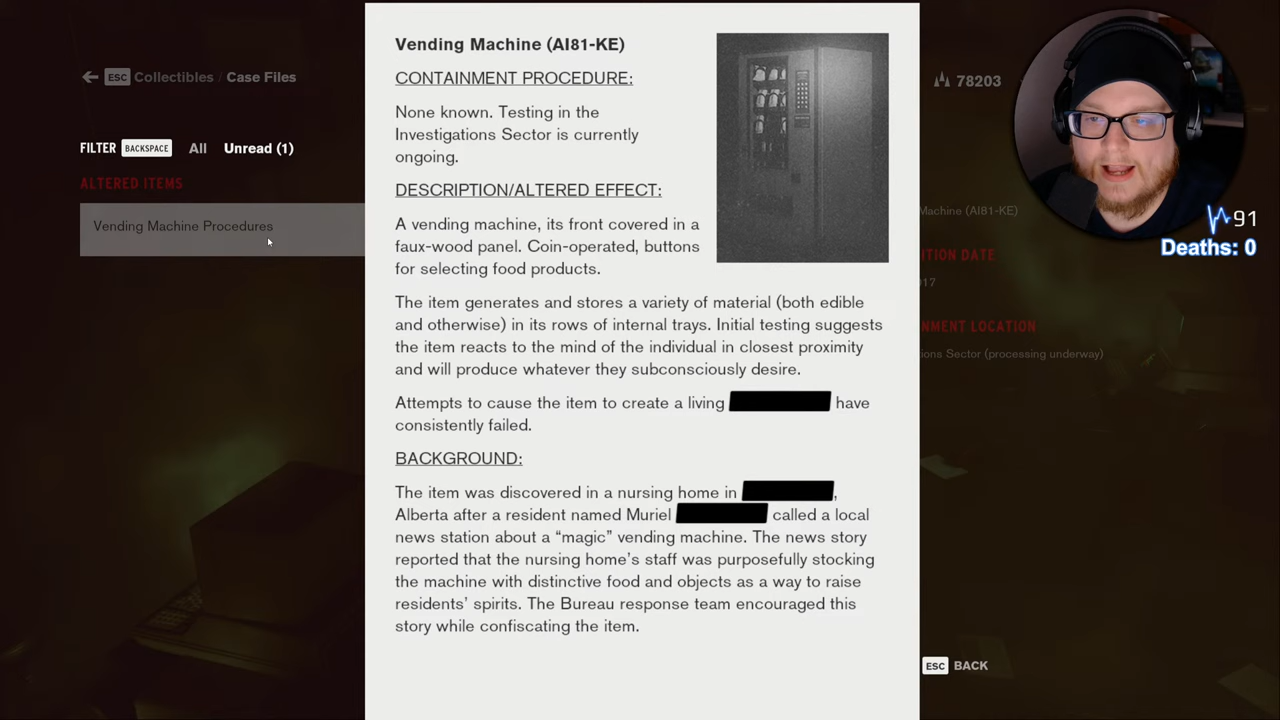 Vending Machine (AI81-KE)
CONTAINMENT PROCEDURE:
None known. Testing in the
Investigations Sector is currently
ongoing.
DESCRIPTION/ALTERED EFFECT:
A vending machine, its front covered in a
faux-wood panel. Coin-operated, buttons
for selecting food products.
The item generates and stores a variety of material (both edible
and otherwise) in its rows of internal trays. Initial testing suggests
the item reacts to the mind of the individual in closest proximity
and will produce whatever they subconsciously desire.
Attempts to cause the item to create a living have
consistently failed.
BACKGROUND:
The item was discovered in a nursing home in ,
Alberta after a resident named Muriel called a local
news station about a “magic” vending machine. The news story
reported that the nursing home’s staff was purposefully stocking
the machine with distinctive food and objects as a way to raise
residents’ spirits. The Bureau response team encouraged this
story while confiscating the item.
ESC Collectibles / Case Files
FILTER BACKSPACE All Unread (1)
ALTERED ITEMS
Vending Machine Procedures
78203
Machine (AI81-KE)
DATE
17
LOCATION
Sector (processing underway)
91
Deaths: 0
ESC BACK